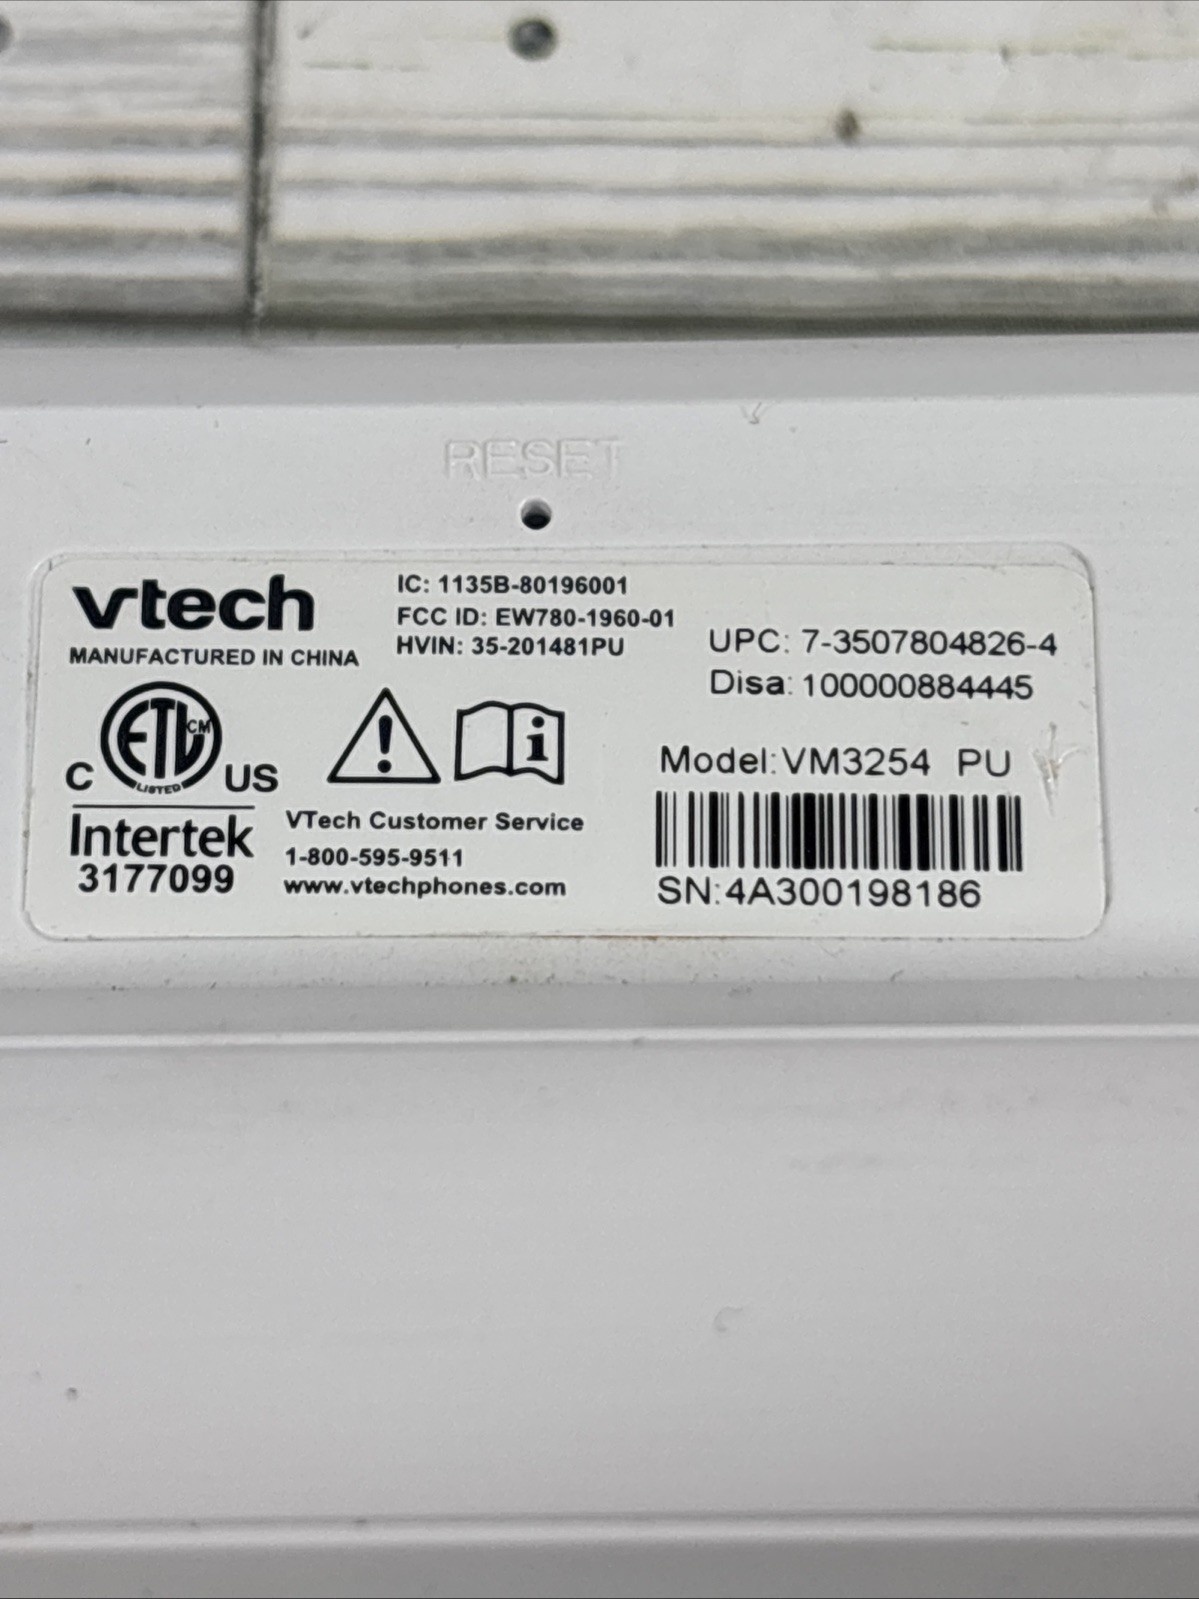 RESET
vtech
MANUFACTURED IN CHINA
IC: 1135B-80196001
FCC ID: EW780-1960-01
HVIN: 35-201481PU
UPC: 7-3507804826-4
Disa: 100000884445
C ETL CM LISTED US
Intertek
3177099
VTech Customer Service
1-800-595-9511
www.vtechphones.com
Model:VM3254 PU
SN:4A300198186